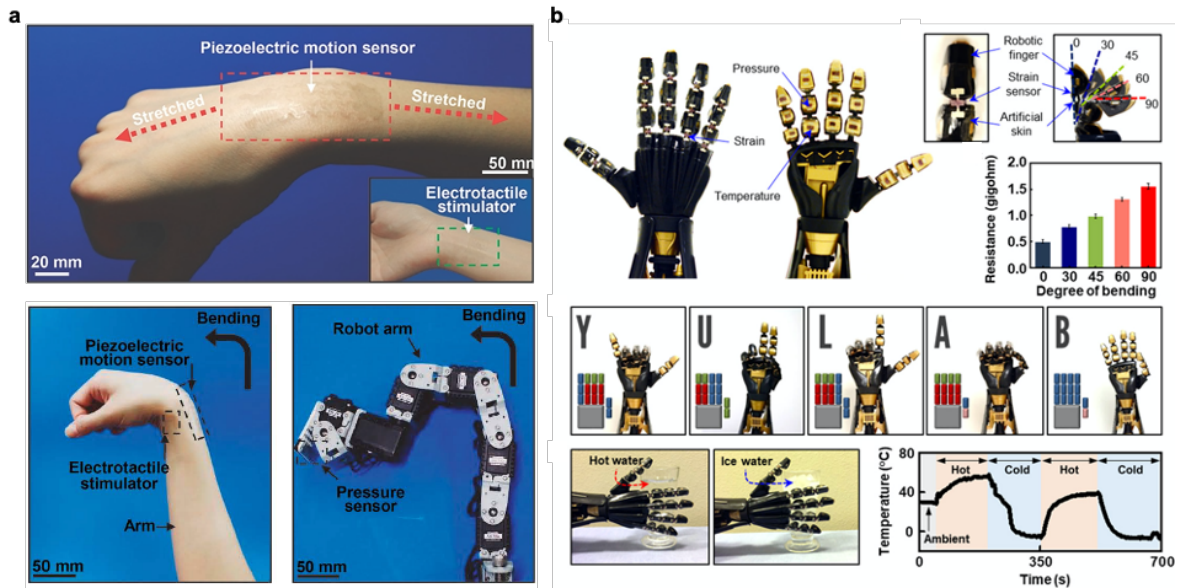 a
Piezoelectric motion sensor
Stretched
Stretched
50 mm
Electrotactile
stimulator
20 mm
Bending
Piezoelectric
motion sensor
Electrotactile
stimulator
Arm
50 mm
Bending
Robot arm
Pressure
sensor
50 mm
b
Pressure
Strain
Temperature
Robotic
finger
Strain
sensor
Artificial
skin
0
30
45
60
90
Resistance (gigohm)
2.0
1.5
1.0
0.5
0.0
0 30 45 60 90
Degree of bending
Y
U
L
A
B
Hot water
Ice water
Temperature (°C)
80
40
0
Hot Cold Hot Cold
Ambient
0 350 700
Time (s)